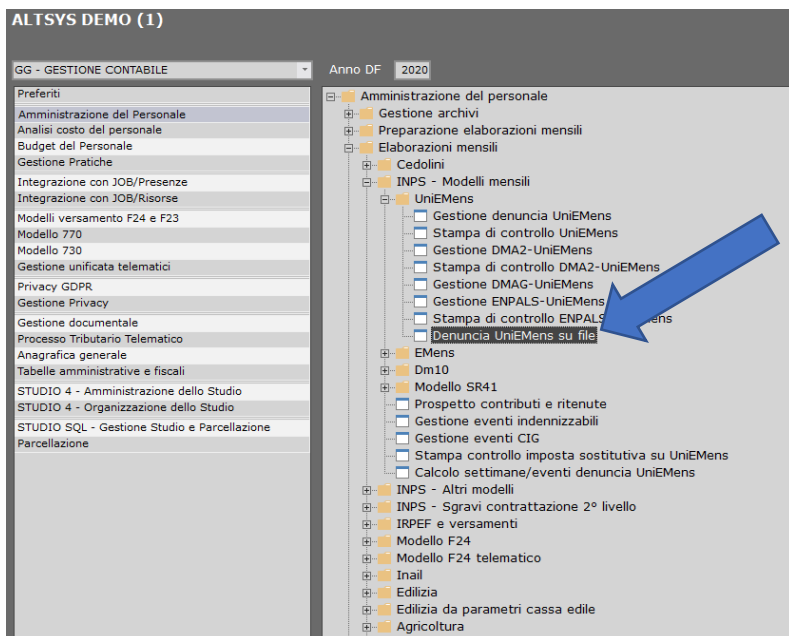 ALTSYS DEMO (1)
GG - GESTIONE CONTABILE
Anno DF 2020
Preferiti
Amministrazione del Personale
Analisi costo del personale
Budget del Personale
Gestione Pratiche
Integrazione con JOB/Presenze
Integrazione con JOB/Risorse
Modelli versamento F24 e F23
Modello 770
Modello 730
Gestione unificata telematici
Privacy GDPR
Gestione Privacy
Gestione documentale
Processo Tributario Telematico
Anagrafica generale
Tabelle amministrative e fiscali
STUDIO 4 - Amministrazione dello Studio
STUDIO 4 - Organizzazione dello Studio
STUDIO SQL - Gestione Studio e Parcellazione
Parcellazione
Amministrazione del personale
Gestione archivi
Preparazione elaborazioni mensili
Elaborazioni mensili
Cedolini
INPS - Modelli mensili
UniEMens
Gestione denuncia UniEMens
Stampa di controllo UniEMens
Gestione DMA2-UniEMens
Stampa di controllo DMA2-UniEMens
Gestione DMAG-UniEMens
Gestione ENPALS-UniEMens
Stampa di controllo ENPALS ens
Denuncia UniEMens su file
EMens
Dm10
Modello SR41
Prospetto contributi e ritenute
Gestione eventi indennizzabili
Gestione eventi CIG
Stampa controllo imposta sostitutiva su UniEMens
Calcolo settimane/eventi denuncia UniEMens
INPS - Altri modelli
INPS - Sgravi contrattazione 2° livello
IRPEF e versamenti
Modello F24
Modello F24 telematico
Inail
Edilizia
Edilizia da parametri cassa edile
Agricoltura